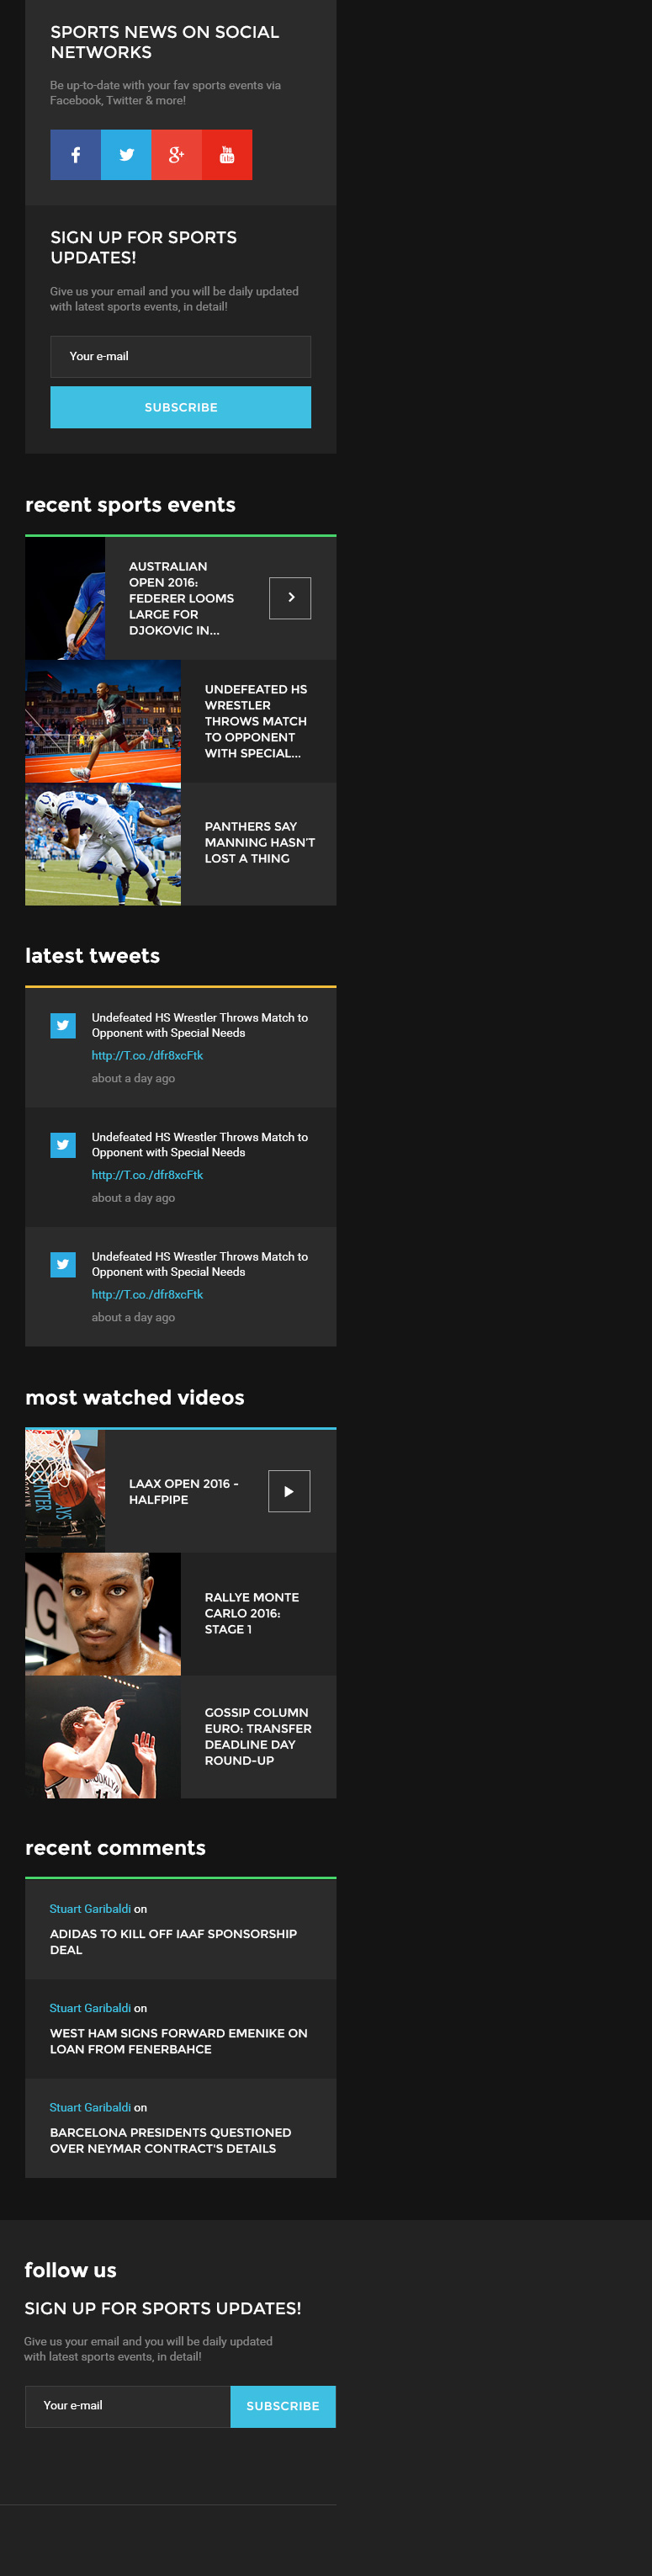 SPORTS NEWS ON SOCIAL
NETWORKS
Be up-to-date with your fav sports events via
Facebook, Twitter & more!
f
g+
You
Tube
SIGN UP FOR SPORTS
UPDATES!
Give us your email and you will be daily updated
with latest sports events, in detail!
Your e-mail
SUBSCRIBE
recent sports events
AUSTRALIAN
OPEN 2016:
FEDERER LOOMS
LARGE FOR
DJOKOVIC IN...
UNDEFEATED HS
WRESTLER
THROWS MATCH
TO OPPONENT
WITH SPECIAL...
PANTHERS SAY
MANNING HASN'T
LOST A THING
latest tweets
Undefeated HS Wrestler Throws Match to
Opponent with Special Needs
http://T.co./dfr8xcFtk
about a day ago
Undefeated HS Wrestler Throws Match to
Opponent with Special Needs
http://T.co./dfr8xcFtk
about a day ago
Undefeated HS Wrestler Throws Match to
Opponent with Special Needs
http://T.co./dfr8xcFtk
about a day ago
most watched videos
LAAX OPEN 2016 -
HALFPIPE
RALLYE MONTE
CARLO 2016:
STAGE 1
G
GOSSIP COLUMN
EURO: TRANSFER
DEADLINE DAY
ROUND-UP
BROOKLYN
11
recent comments
Stuart Garibaldi on
ADIDAS TO KILL OFF IAAF SPONSORSHIP
DEAL
Stuart Garibaldi on
WEST HAM SIGNS FORWARD EMENIKE ON
LOAN FROM FENERBAHCE
Stuart Garibaldi on
BARCELONA PRESIDENTS QUESTIONED
OVER NEYMAR CONTRACT'S DETAILS
follow us
SIGN UP FOR SPORTS UPDATES!
Give us your email and you will be daily updated
with latest sports events, in detail!
Your e-mail
SUBSCRIBE